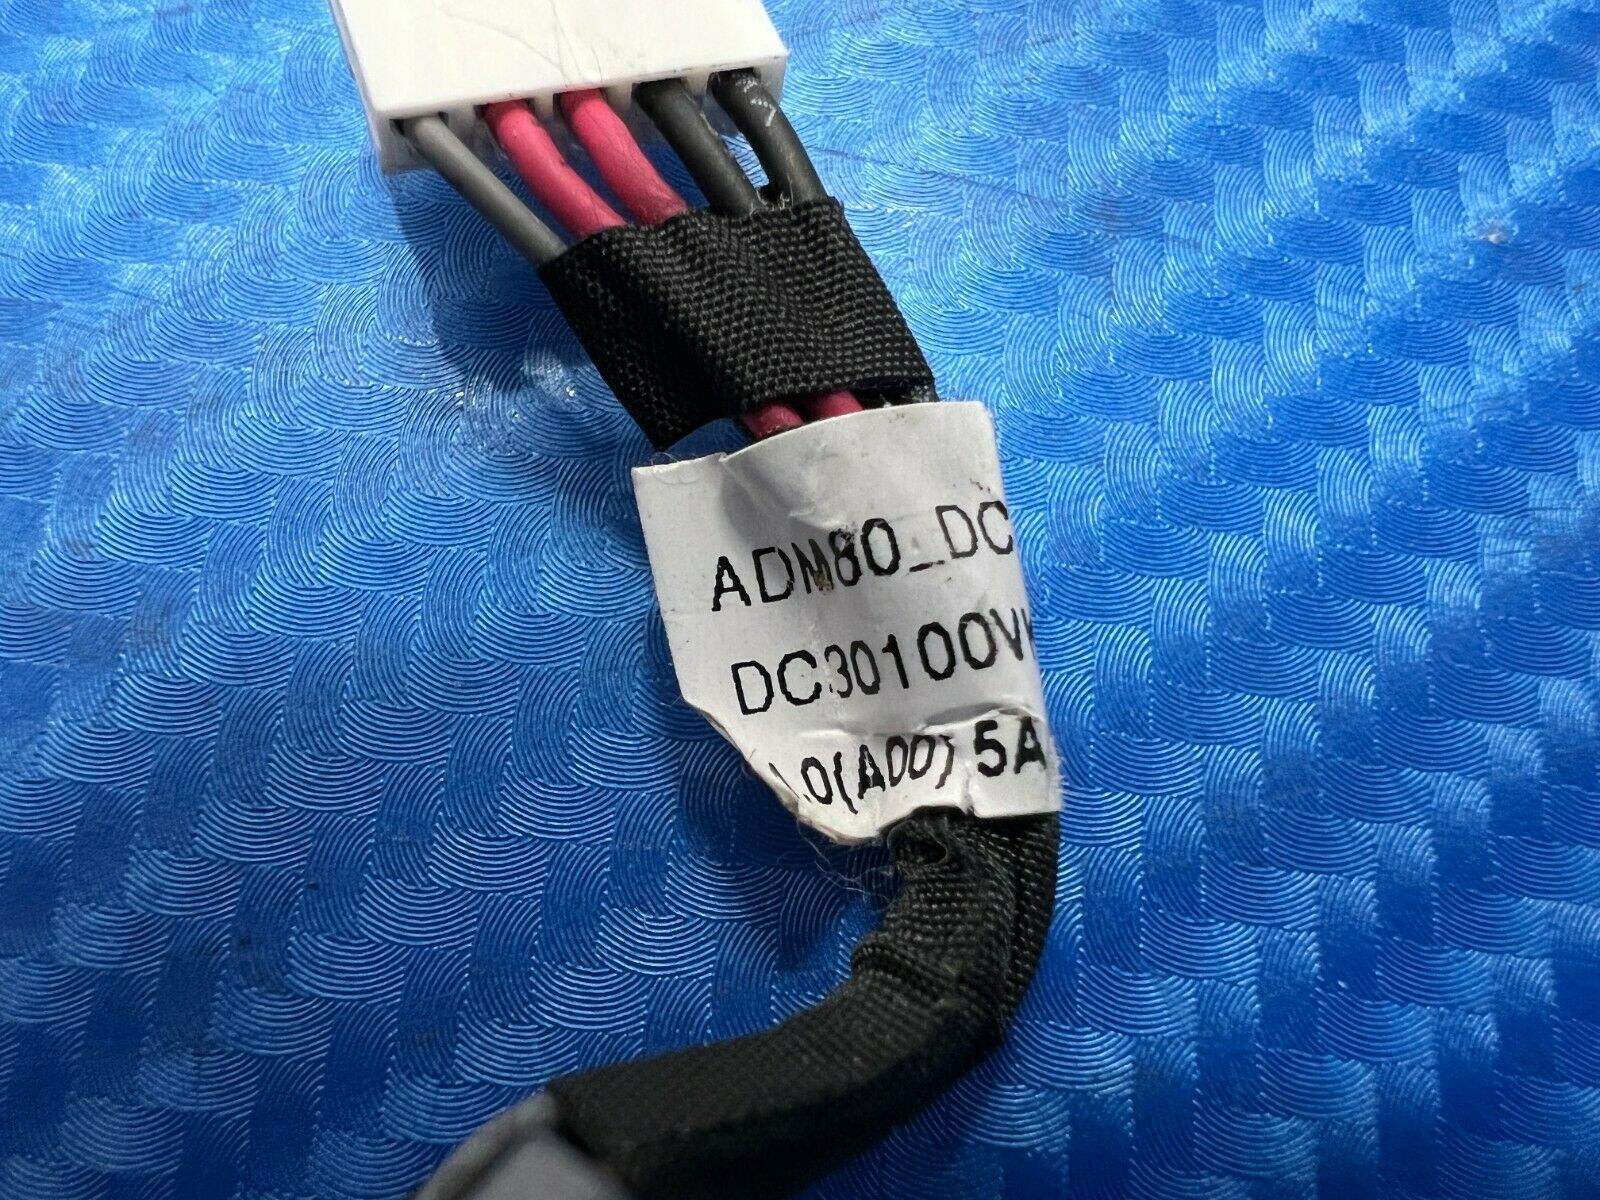 ADM80_DC
DC30100V
.0(A00) 5A